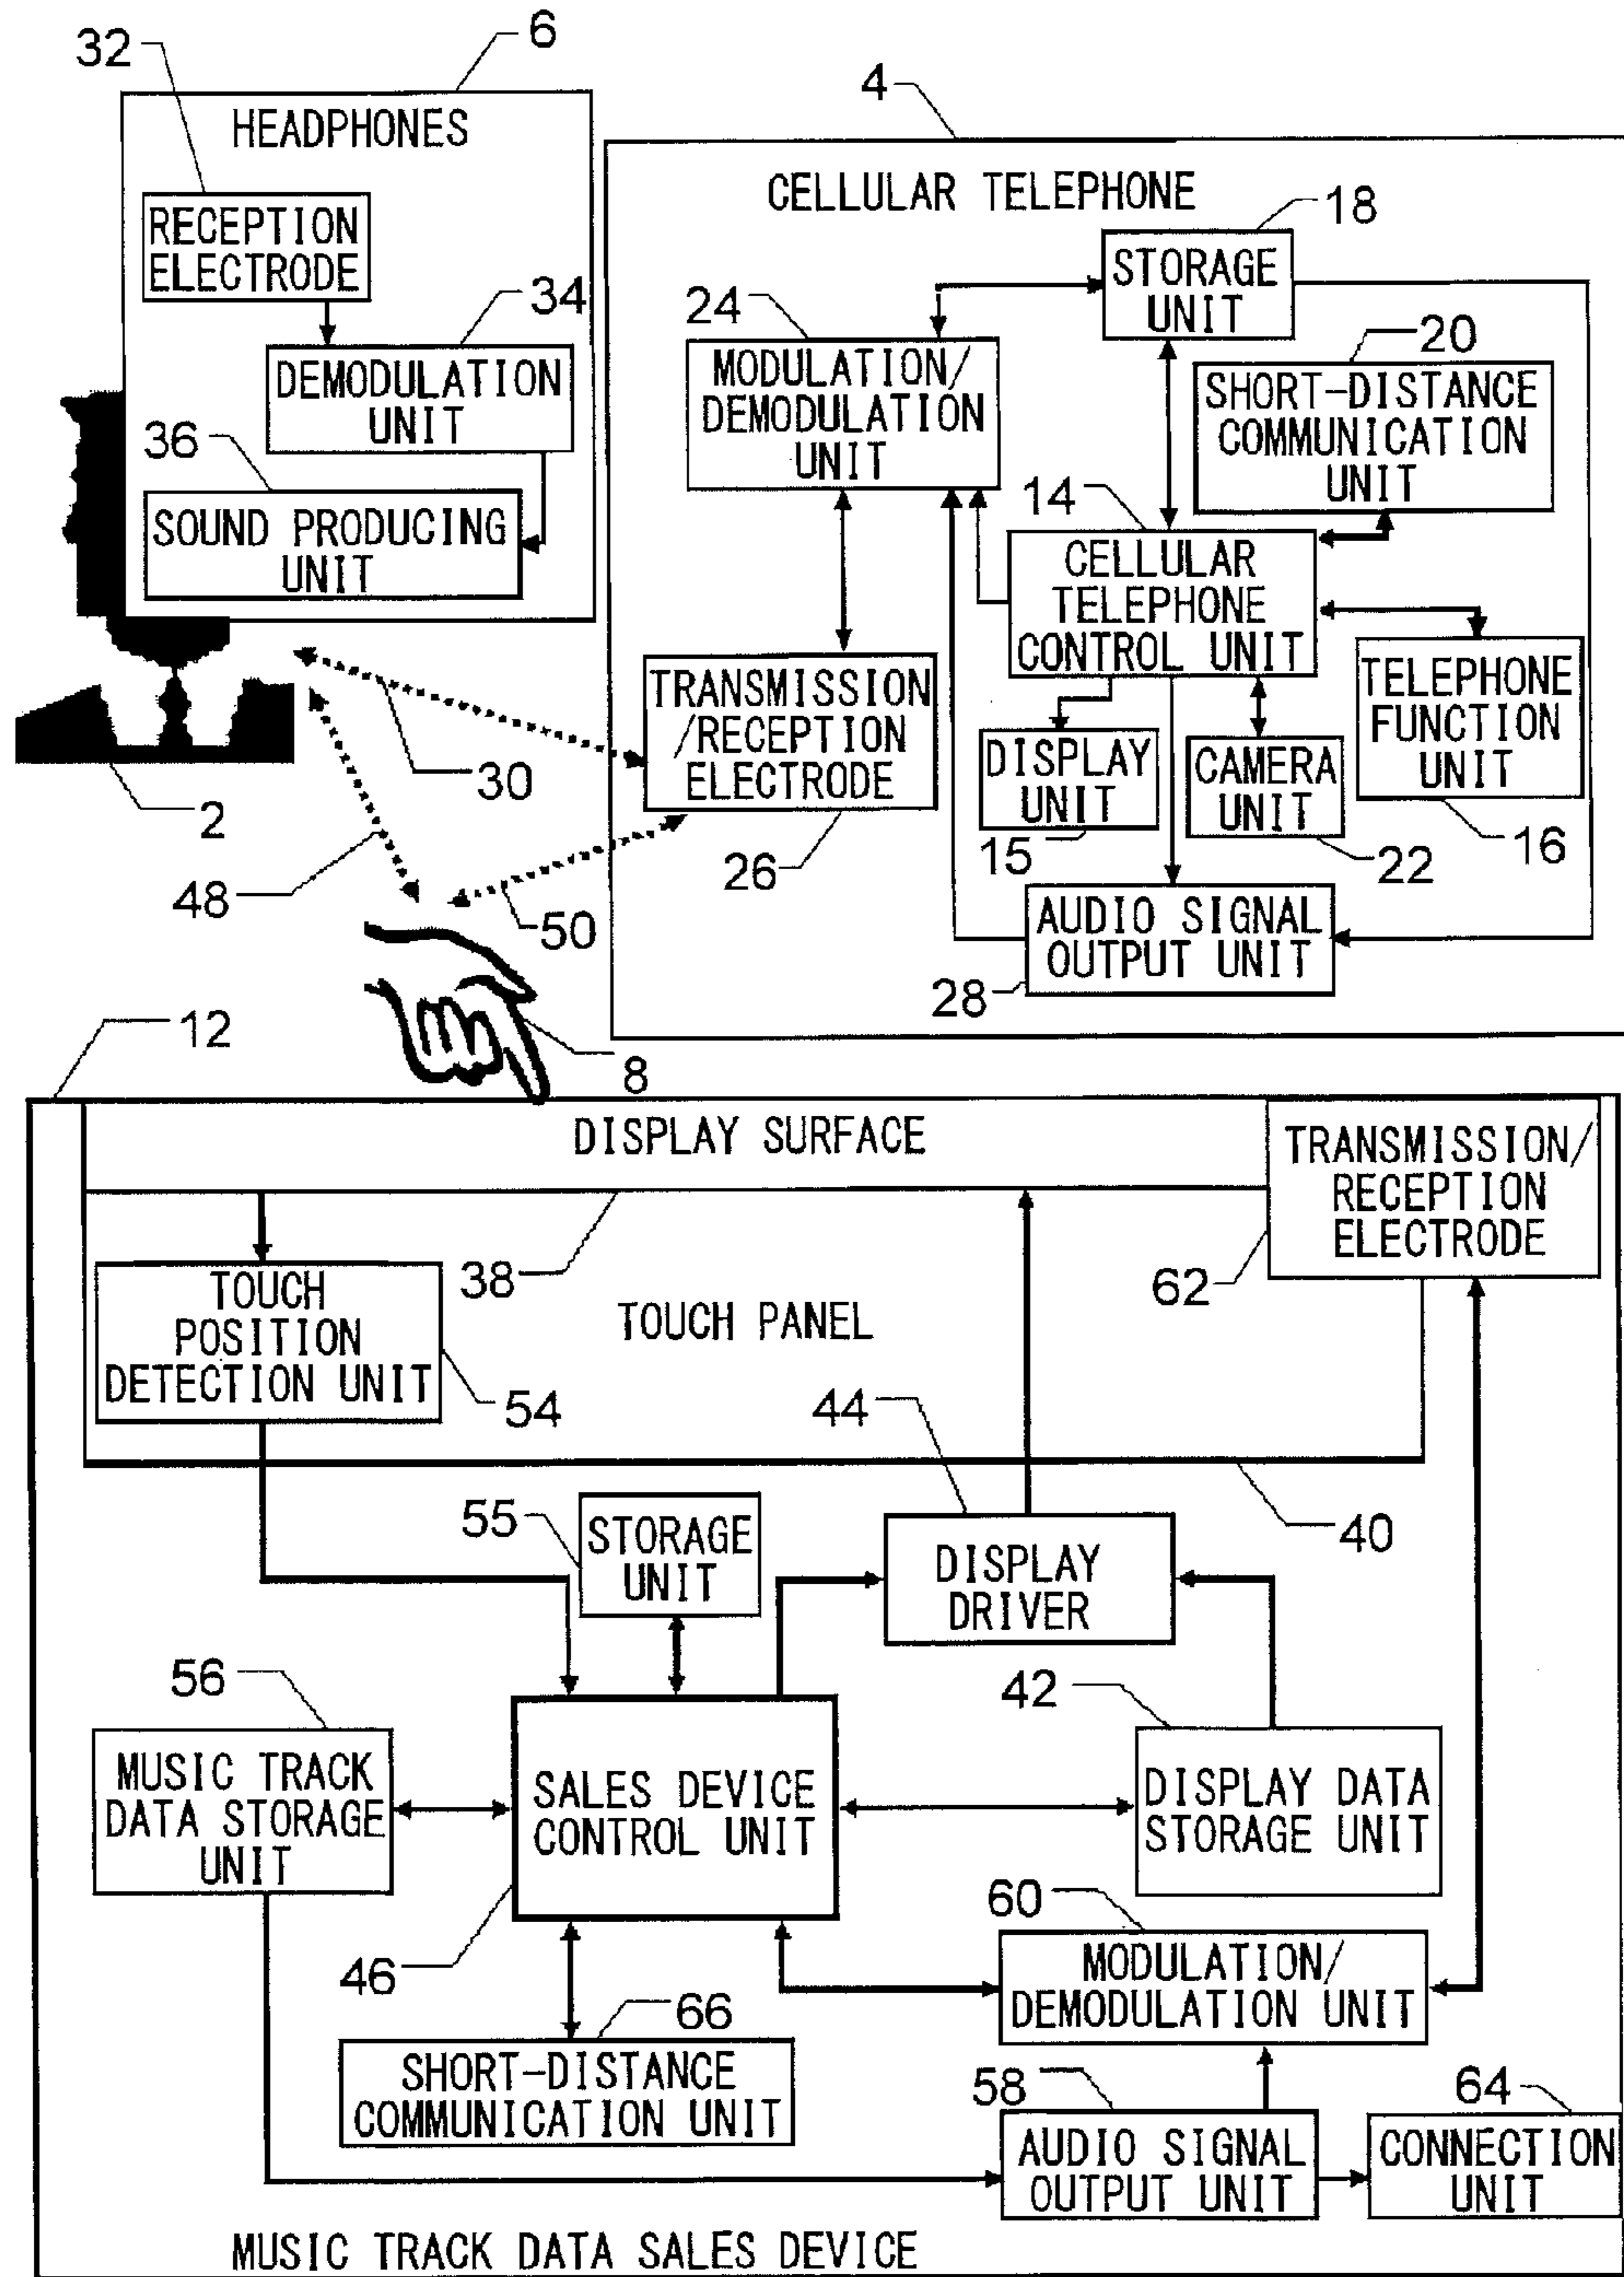 32
6
HEADPHONES
RECEPTION
ELECTRODE
34
DEMODULATION
UNIT
36
SOUND PRODUCING
UNIT
4
CELLULAR TELEPHONE
18
STORAGE
UNIT
24
MODULATION/
DEMODULATION
UNIT
20
SHORT-DISTANCE
COMMUNICATION
UNIT
14
CELLULAR
TELEPHONE
CONTROL UNIT
TRANSMISSION
/RECEPTION
ELECTRODE
26
DISPLAY
UNIT
15
CAMERA
UNIT
22
TELEPHONE
FUNCTION
UNIT
16
AUDIO SIGNAL
OUTPUT UNIT
28
2
30
48
50
8
12
DISPLAY SURFACE
TRANSMISSION/
RECEPTION
ELECTRODE
62
38
TOUCH
POSITION
DETECTION UNIT
54
TOUCH PANEL
44
40
55
STORAGE
UNIT
DISPLAY
DRIVER
56
MUSIC TRACK
DATA STORAGE
UNIT
SALES DEVICE
CONTROL UNIT
46
42
DISPLAY DATA
STORAGE UNIT
60
MODULATION/
DEMODULATION UNIT
66
SHORT-DISTANCE
COMMUNICATION UNIT
58
AUDIO SIGNAL
OUTPUT UNIT
64
CONNECTION
UNIT
MUSIC TRACK DATA SALES DEVICE